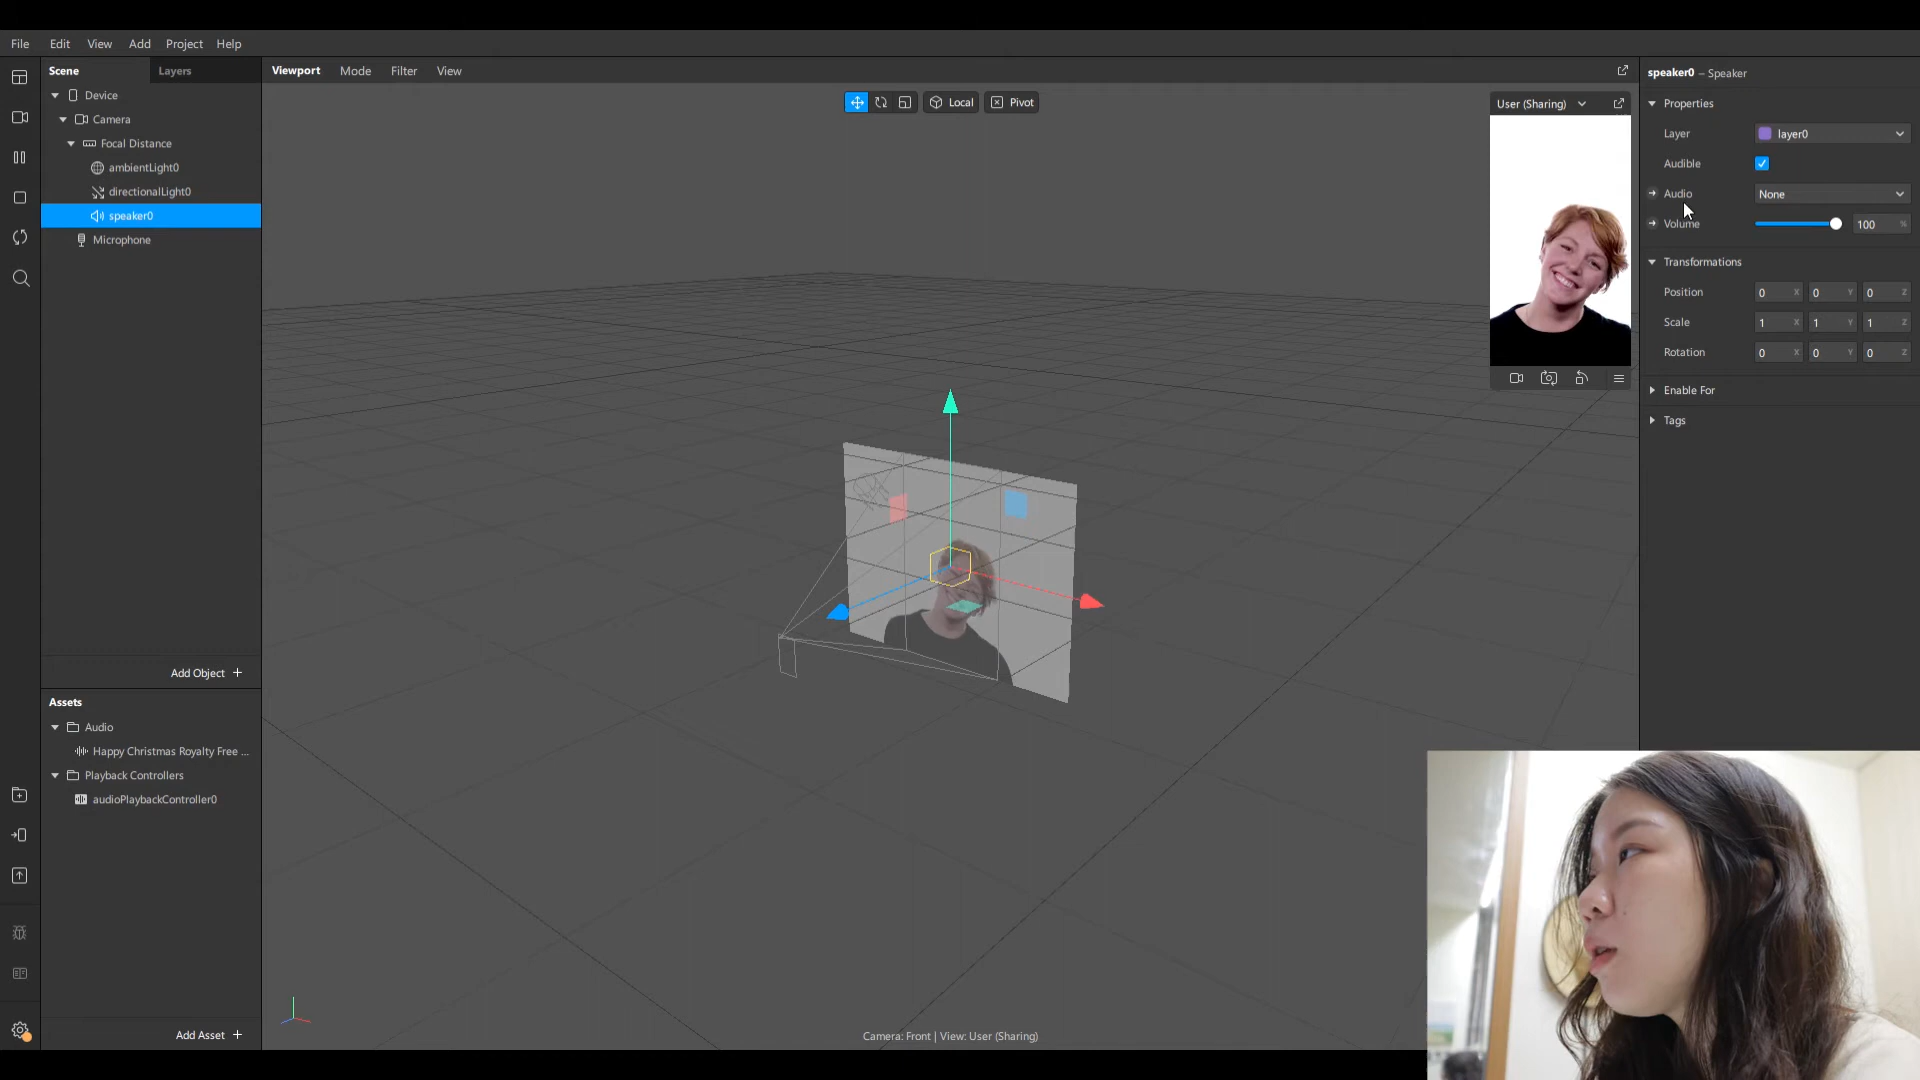 File Edit View Add Project Help
Scene Layers
Viewport Mode Filter View
speaker0 – Speaker
Device
Camera
Focal Distance
ambientLight0
directionalLight0
speaker0
Microphone
Local Pivot
User (Sharing)
Properties
Layer layer0
Audible
Audio None
Volume 100 %
Transformations
Position 0 X 0 Y 0 Z
Scale 1 X 1 Y 1 Z
Rotation 0 X 0 Y 0 Z
Enable For
Tags
Add Object +
Assets
Audio
Happy Christmas Royalty Free ...
Playback Controllers
audioPlaybackController0
Add Asset +
Camera: Front | View: User (Sharing)